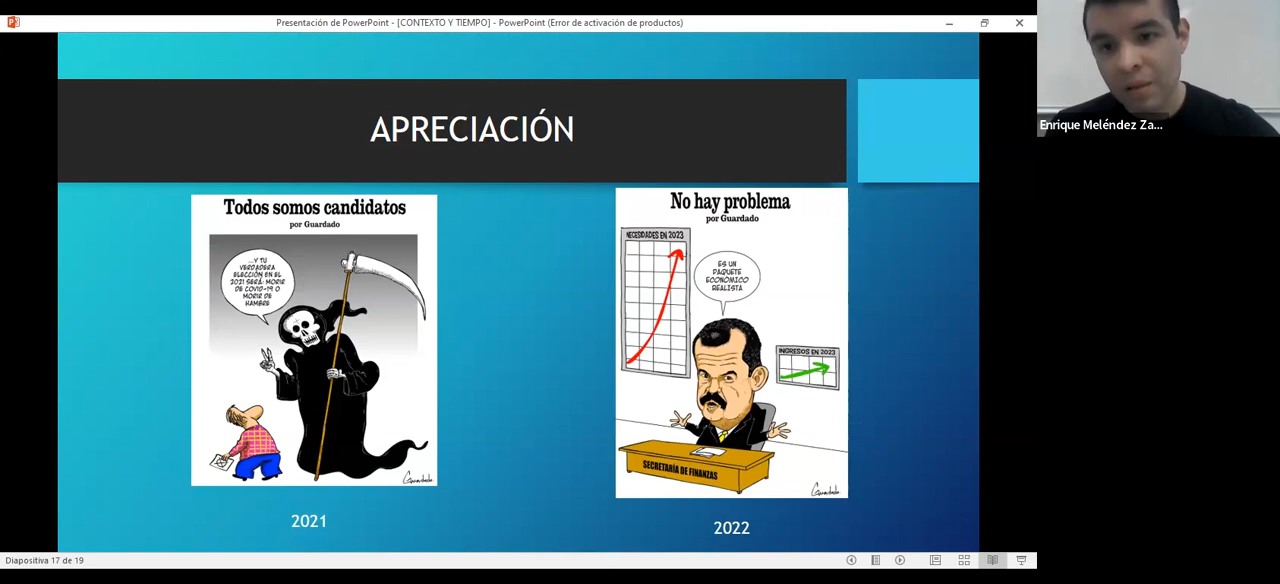 Presentación de PowerPoint - [CONTEXTO Y TIEMPO] - PowerPoint (Error de activación de productos)
Enrique Meléndez Za...
APRECIACIÓN
Todos somos candidatos
por Guardado
...Y TU
VERDADERA
ELECCIÓN EN EL
2021 SERÁ: MORIR
DE COVID-19 O
MORIR DE
HAMBRE
Guardado
2021
No hay problema
por Guardado
NECESIDADES EN 2023
ES UN
PAQUETE
ECONÓMICO
REALISTA
INGRESOS EN 2023
SECRETARÍA DE FINANZAS
Guardado
2022
Diapositiva 17 de 19